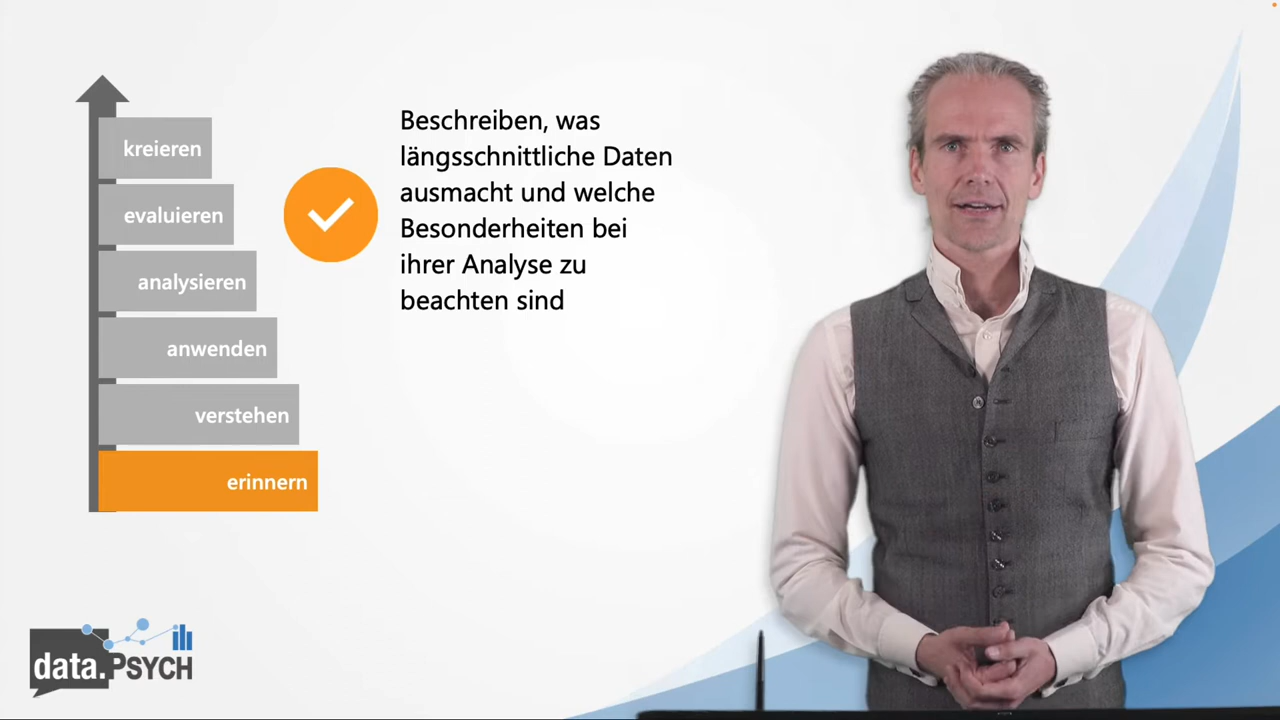 kreieren
evaluieren
analysieren
anwenden
verstehen
erinnern
Beschreiben, was
längsschnittliche Daten
ausmacht und welche
Besonderheiten bei
ihrer Analyse zu
beachten sind
data.PSYCH